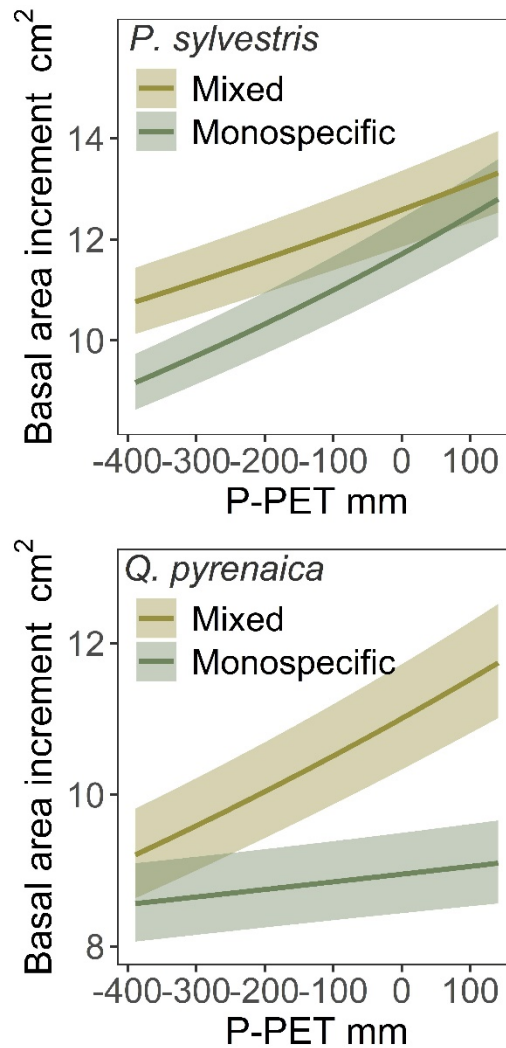 P. sylvestris
Mixed
Monospecific
Basal area increment cm²
14
12
10
-400 -300 -200 -100 0 100
P-PET mm
Q. pyrenaica
Mixed
Monospecific
Basal area increment cm²
12
10
8
-400 -300 -200 -100 0 100
P-PET mm